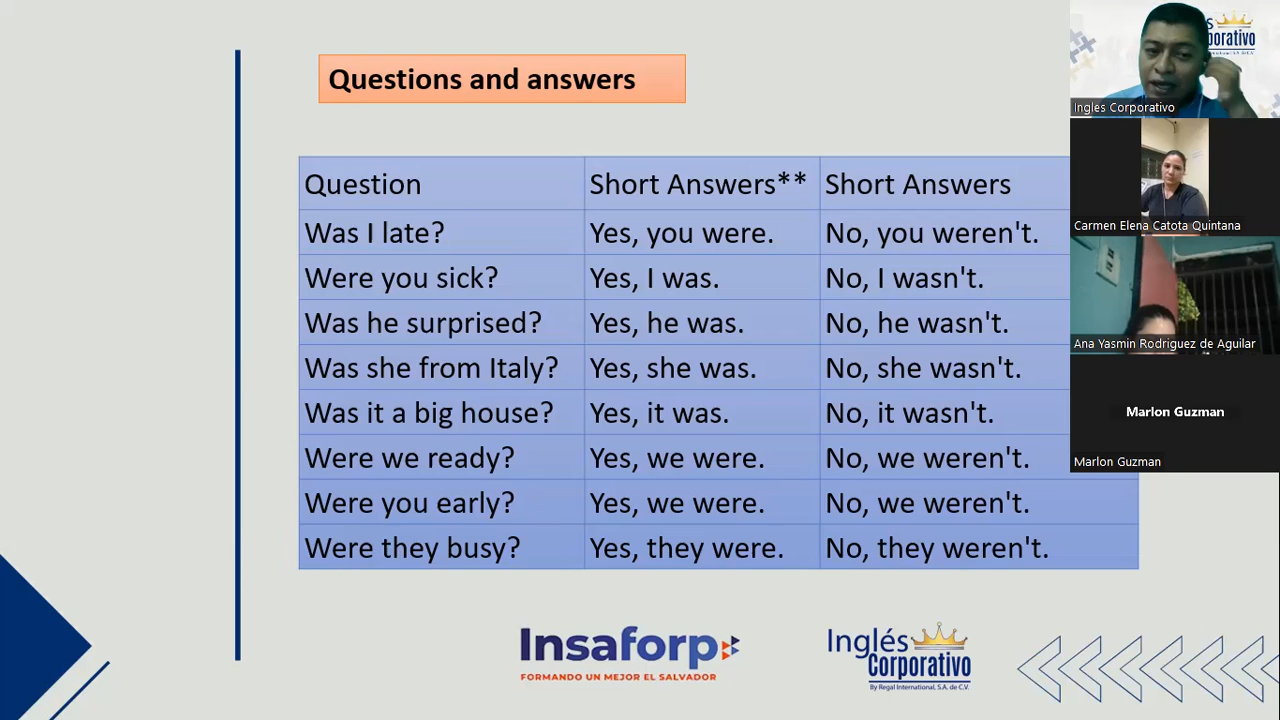 Questions and answers
Question Short Answers** Short Answers
Was I late? Yes, you were. No, you weren't.
Were you sick? Yes, I was. No, I wasn't.
Was he surprised? Yes, he was. No, he wasn't.
Was she from Italy? Yes, she was. No, she wasn't.
Was it a big house? Yes, it was. No, it wasn't.
Were we ready? Yes, we were. No, we weren't.
Were you early? Yes, we were. No, we weren't.
Were they busy? Yes, they were. No, they weren't.
Insaforp
FORMANDO UN MEJOR EL SALVADOR
Inglés
Corporativo
By Regal International, S.A. de C.V.
Ingles Corporativo
Carmen Elena Catota Quintana
Ana Yasmin Rodriguez de Aguilar
Marlon Guzman
Marlon Guzman